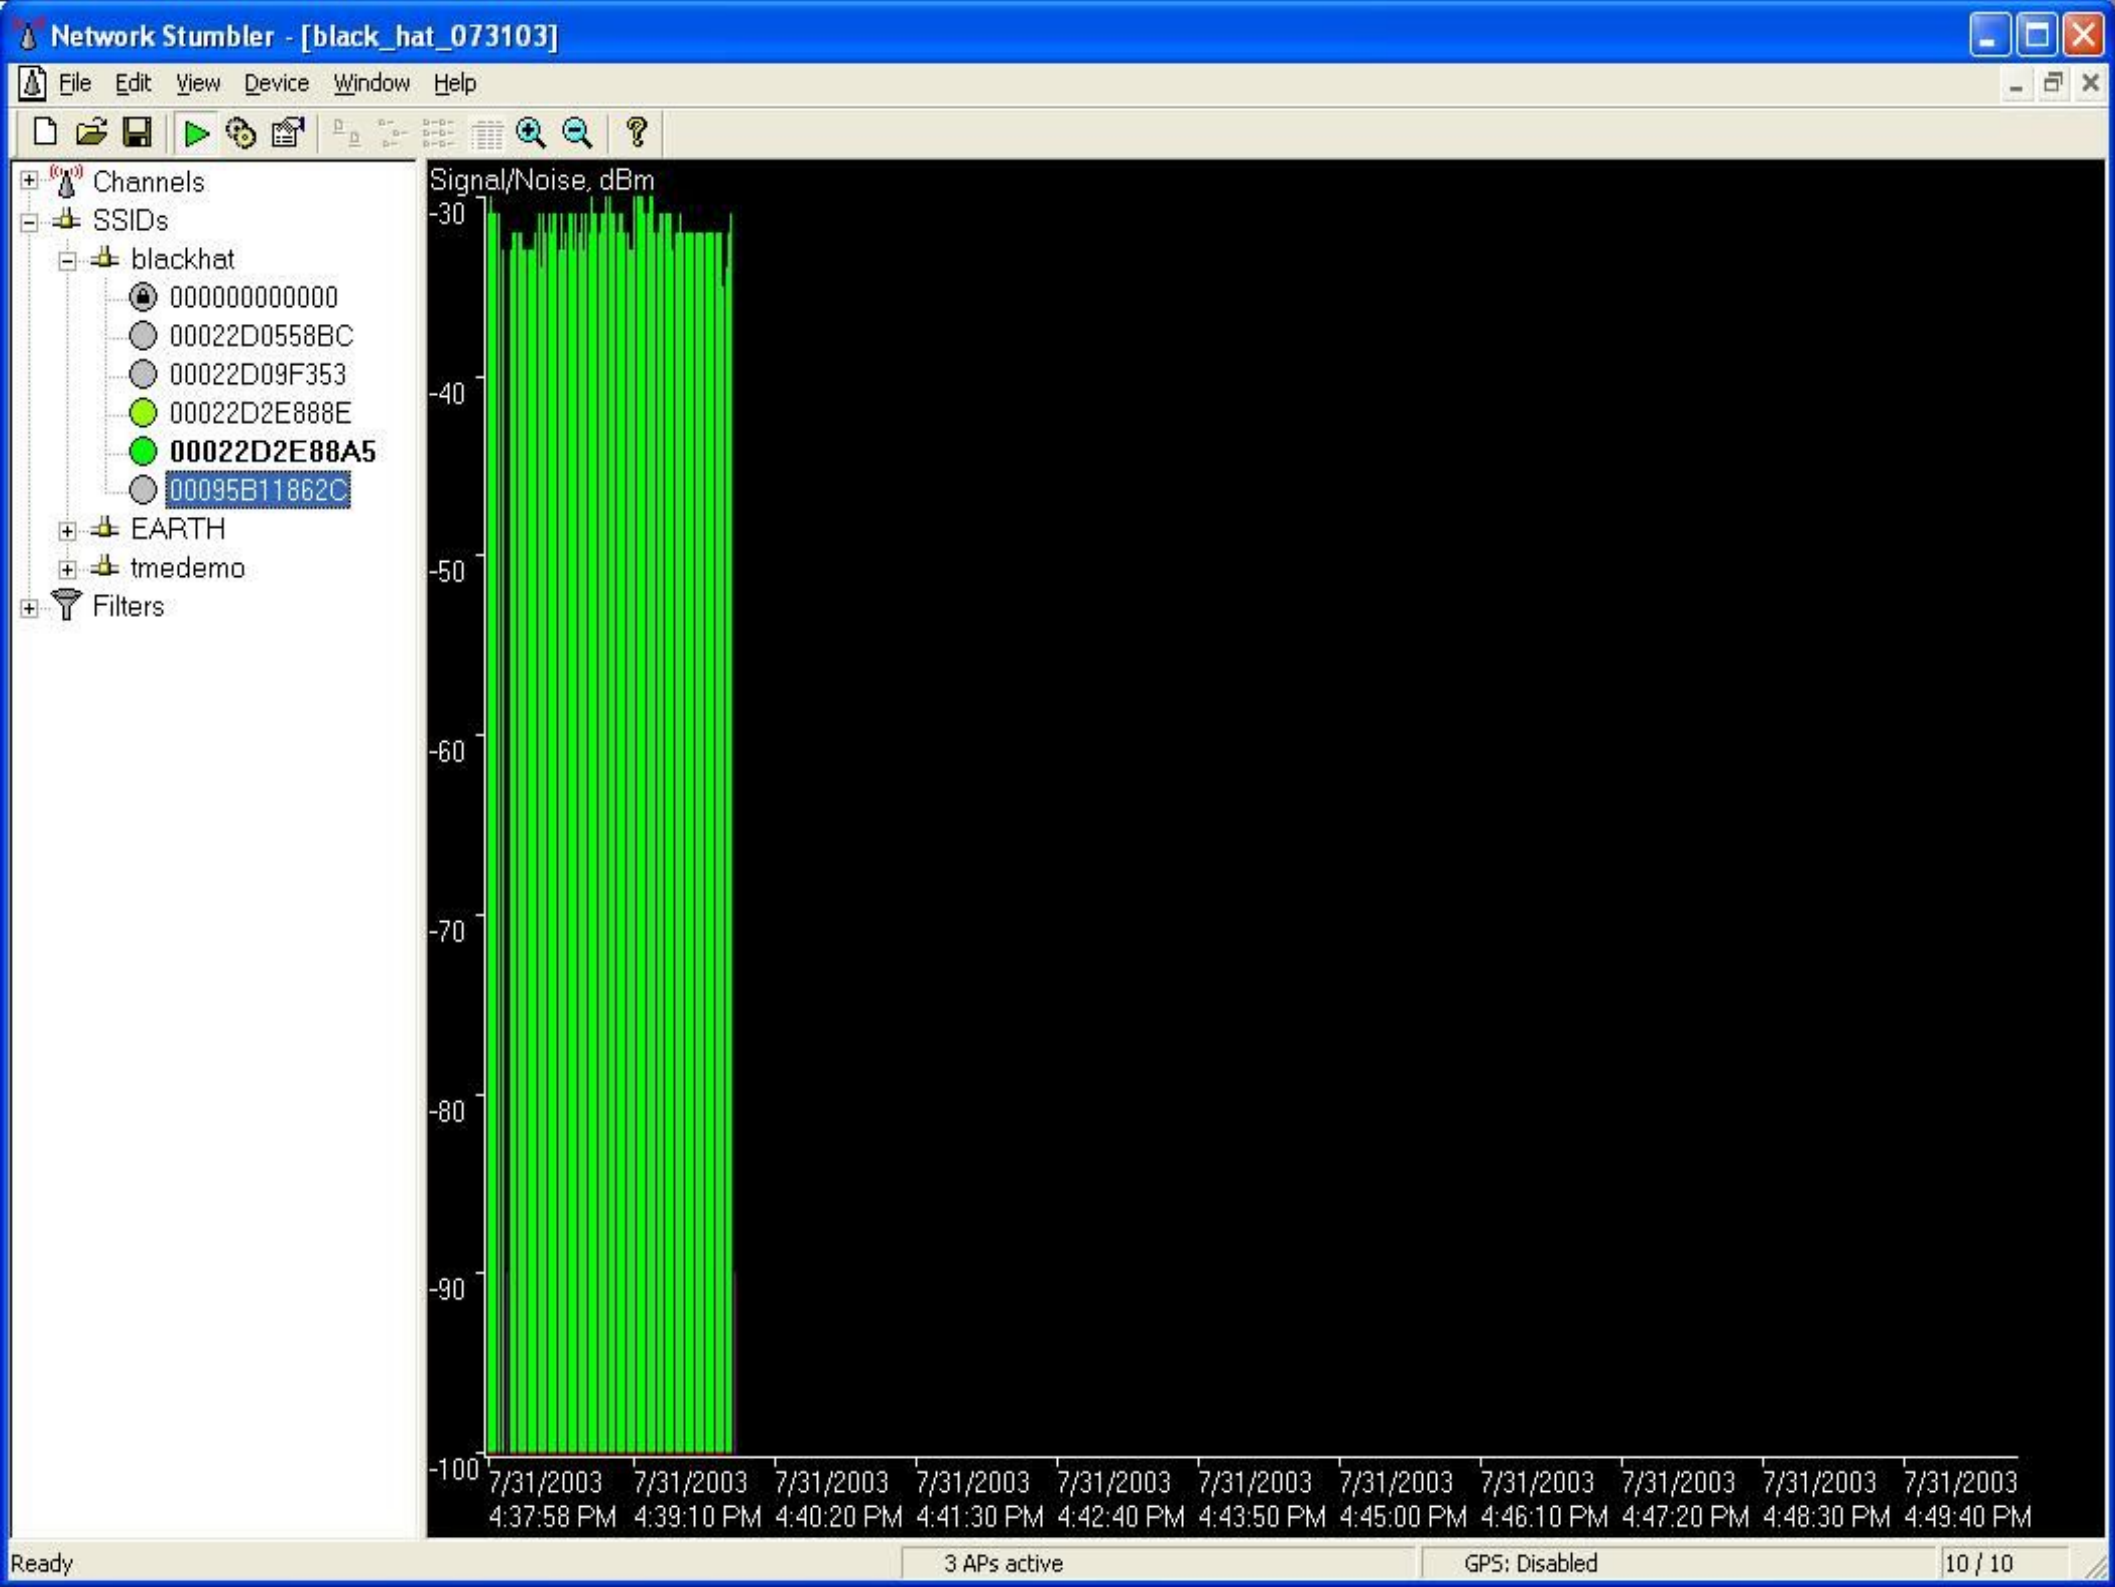 Network Stumbler - [black_hat_073103]
File Edit View Device Window Help
Channels
SSIDs
blackhat
000000000000
00022D0558BC
00022D09F353
00022D2E888E
00022D2E88A5
00095B11862C
EARTH
tmedemo
Filters
Signal/Noise, dBm
-30
-40
-50
-60
-70
-80
-90
-100
7/31/2003 7/31/2003 7/31/2003 7/31/2003 7/31/2003 7/31/2003 7/31/2003 7/31/2003 7/31/2003 7/31/2003 7/31/2003
4:37:58 PM 4:39:10 PM 4:40:20 PM 4:41:30 PM 4:42:40 PM 4:43:50 PM 4:45:00 PM 4:46:10 PM 4:47:20 PM 4:48:30 PM 4:49:40 PM
Ready 3 APs active GPS: Disabled 10 / 10